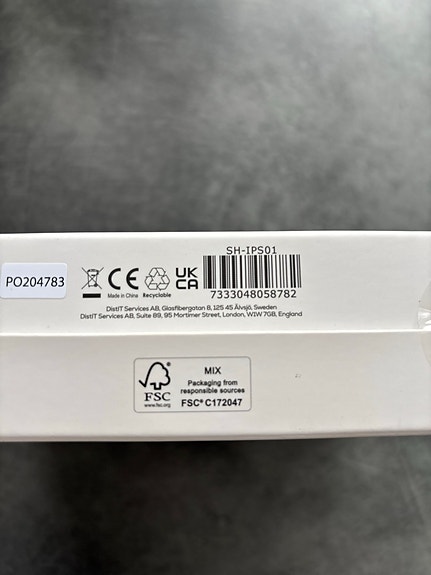 SH-IPS01
PO204783
CE
UK
CA
Made in China Recyclable
7333048058782
DistIT Services AB, Glasfibergatan 8, 125 45 Älvsjö, Sweden
DistIT Services AB, Suite 89, 95 Mortimer Street, London, W1W 7GB, England
FSC
www.fsc.org
MIX
Packaging from
responsible sources
FSC® C172047